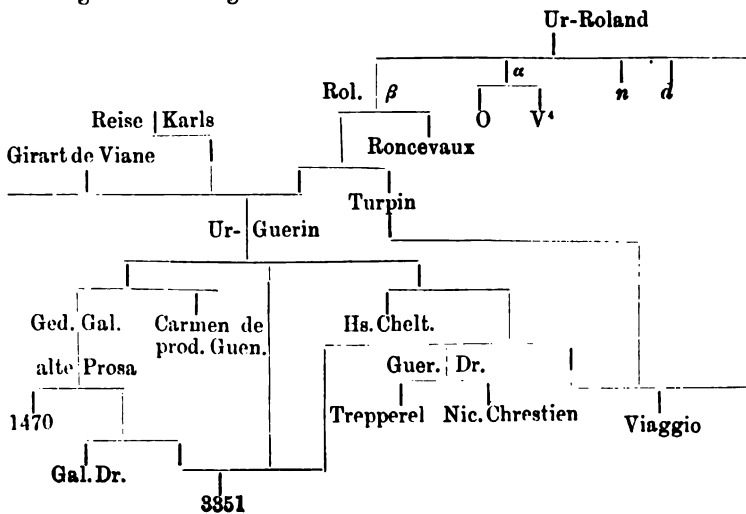 Ur-Roland
α
Rol. β n d
Reise Karls O V⁴
Roncevaux
Girart de Viane
Turpin
Ur- Guerin
Ged. Gal. Carmen de Hs. Chelt.
prod. Guen.
alte Prosa Guer. Dr.
1470 Trepperel Nic. Chrestien Viaggio
Gal. Dr.
3351